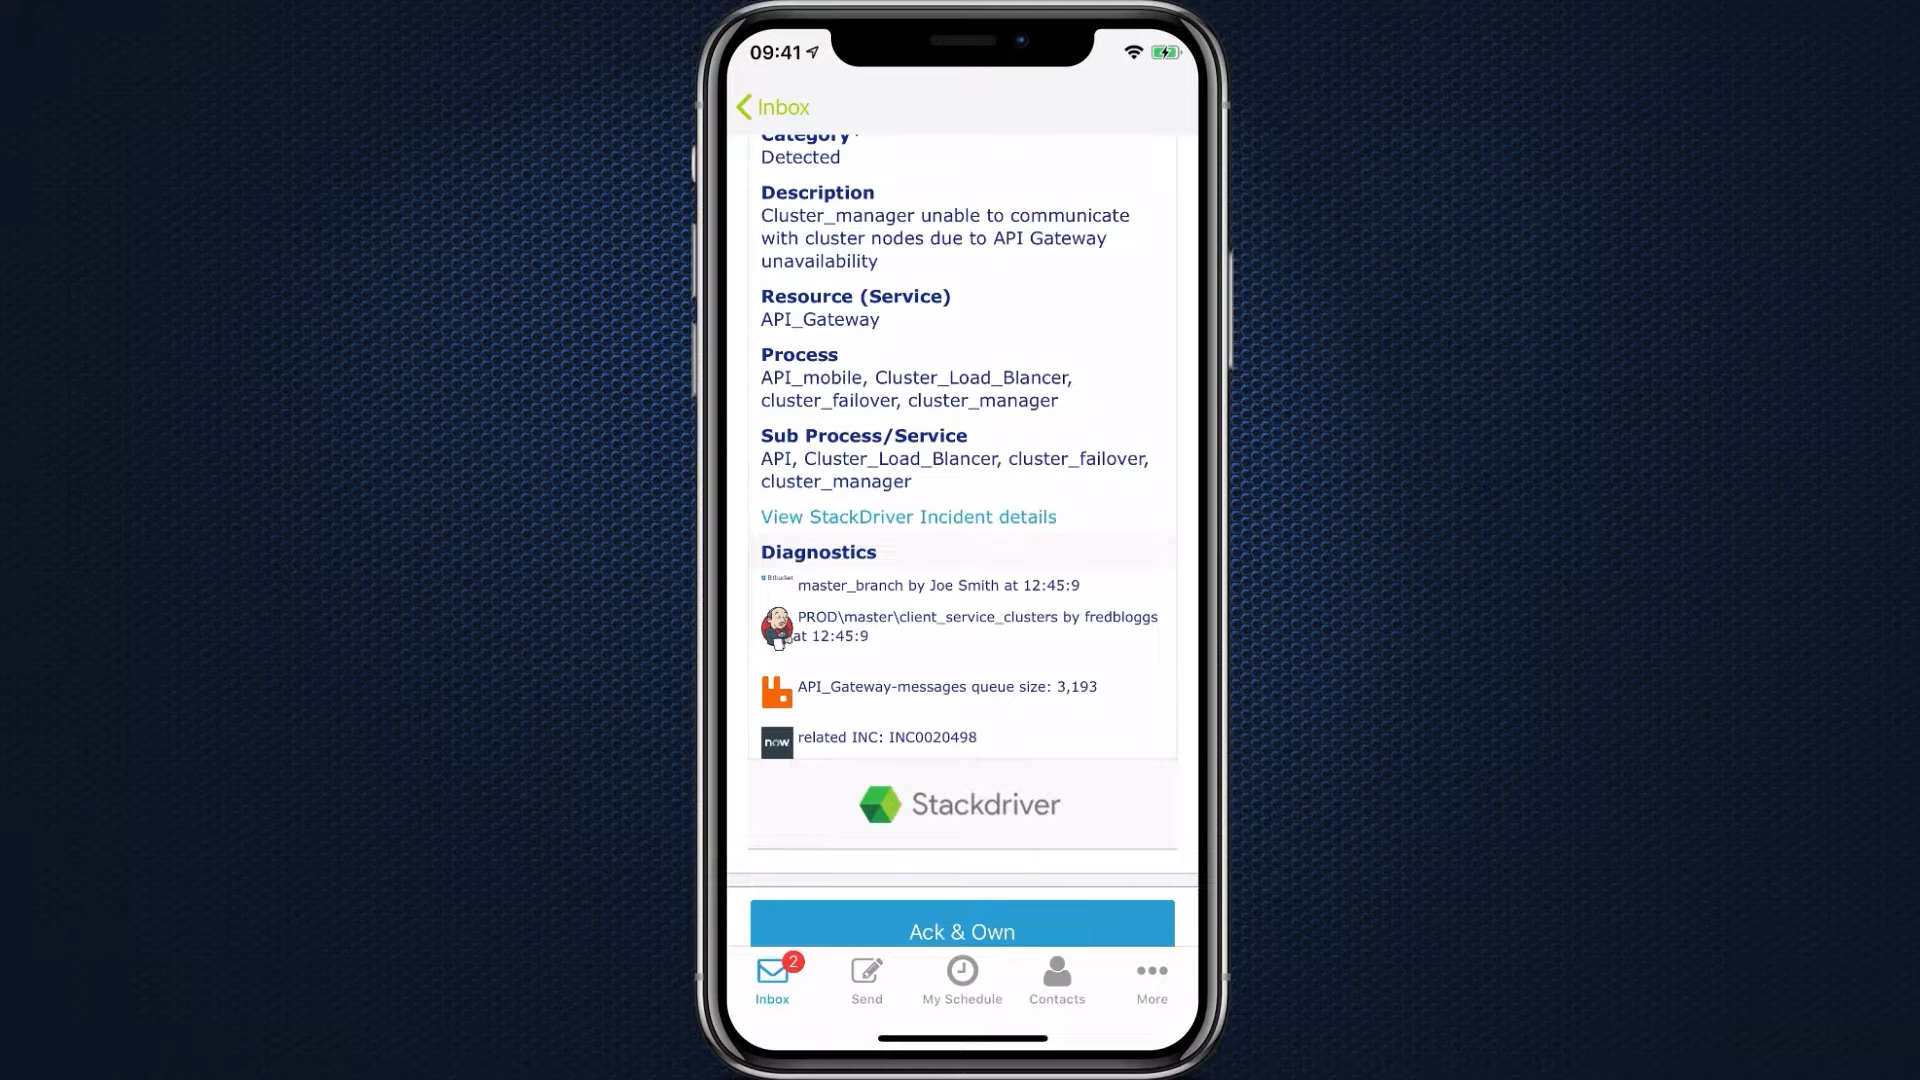 09:41
Inbox
Category*
Detected
Description
Cluster_manager unable to communicate
with cluster nodes due to API Gateway
unavailability
Resource (Service)
API_Gateway
Process
API_mobile, Cluster_Load_Blancer,
cluster_failover, cluster_manager
Sub Process/Service
API, Cluster_Load_Blancer, cluster_failover,
cluster_manager
View StackDriver Incident details
Diagnostics
Bitbucket
master_branch by Joe Smith at 12:45:9
PROD\master\client_service_clusters by fredbloggs
at 12:45:9
API_Gateway-messages queue size: 3,193
now
related INC: INC0020498
Stackdriver
Ack & Own
2
Inbox
Send
My Schedule
Contacts
More